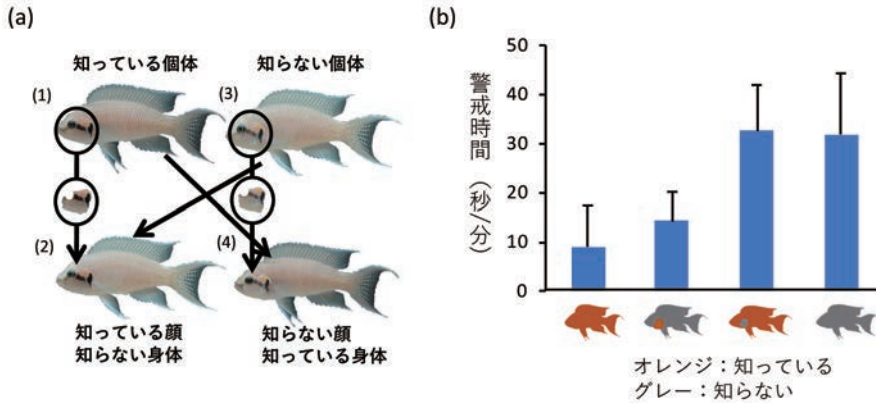 (a)
知っている個体
知らない個体
(1)
(3)
(2)
(4)
知っている顔
知らない身体
知らない顔
知っている身体
(b)
警戒時間 (秒/分)
50
40
30
20
10
0
オレンジ：知っている
グレー：知らない